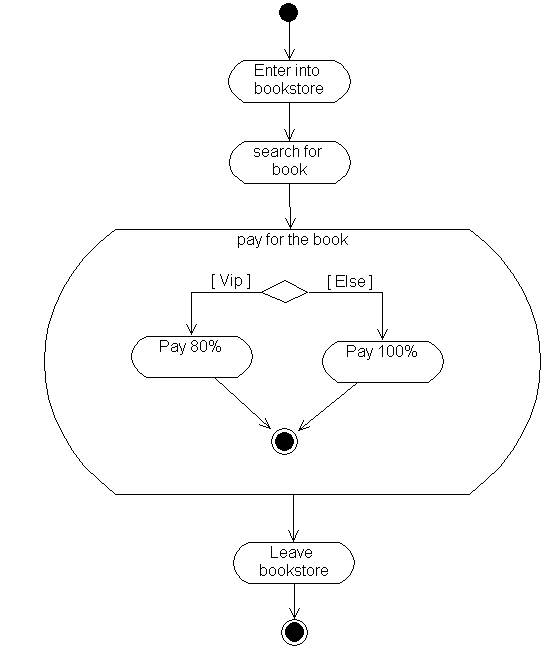 Enter into
bookstore
search for
book
pay for the book
[ Vip ]
[ Else ]
Pay 80%
Pay 100%
Leave
bookstore